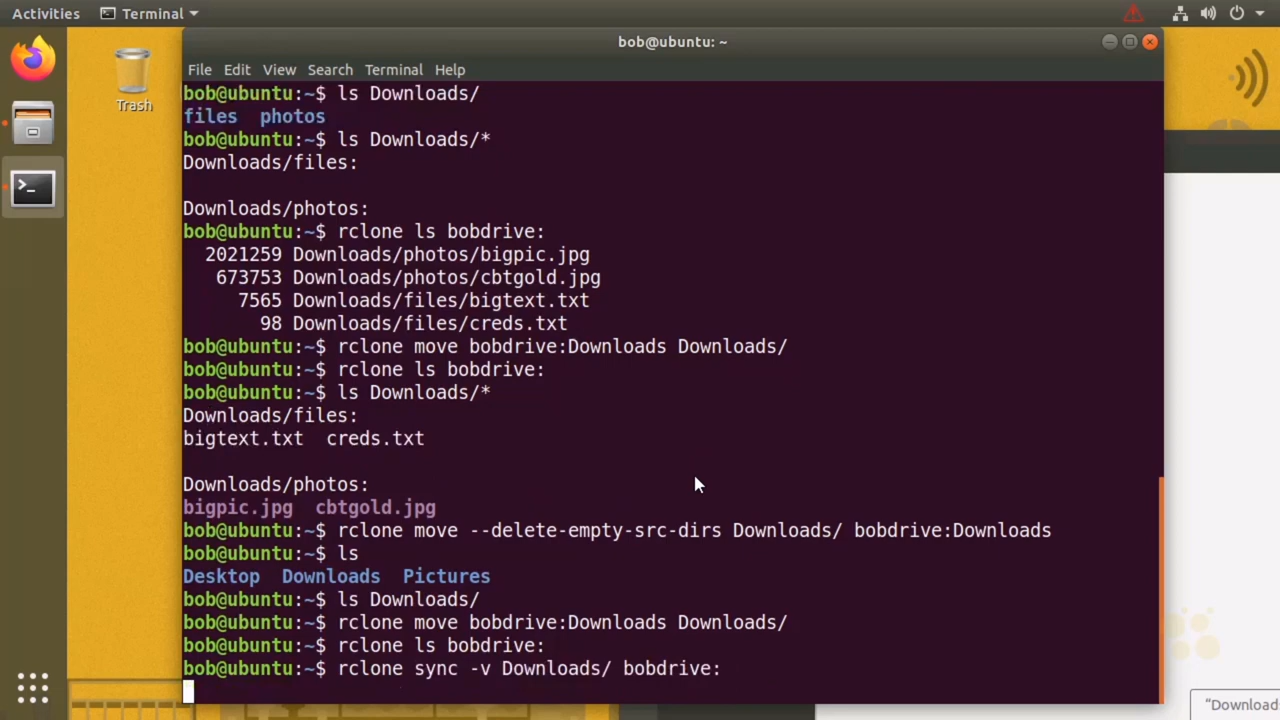 Activities Terminal
bob@ubuntu: ~
Trash
File Edit View Search Terminal Help
bob@ubuntu:~$ ls Downloads/
files photos
bob@ubuntu:~$ ls Downloads/*
Downloads/files:
Downloads/photos:
bob@ubuntu:~$ rclone ls bobdrive:
2021259 Downloads/photos/bigpic.jpg
673753 Downloads/photos/cbtgold.jpg
7565 Downloads/files/bigtext.txt
98 Downloads/files/creds.txt
bob@ubuntu:~$ rclone move bobdrive:Downloads Downloads/
bob@ubuntu:~$ rclone ls bobdrive:
bob@ubuntu:~$ ls Downloads/*
Downloads/files:
bigtext.txt creds.txt
Downloads/photos:
bigpic.jpg cbtgold.jpg
bob@ubuntu:~$ rclone move --delete-empty-src-dirs Downloads/ bobdrive:Downloads
bob@ubuntu:~$ ls
Desktop Downloads Pictures
bob@ubuntu:~$ ls Downloads/
bob@ubuntu:~$ rclone move bobdrive:Downloads Downloads/
bob@ubuntu:~$ rclone ls bobdrive:
bob@ubuntu:~$ rclone sync -v Downloads/ bobdrive:
“Download